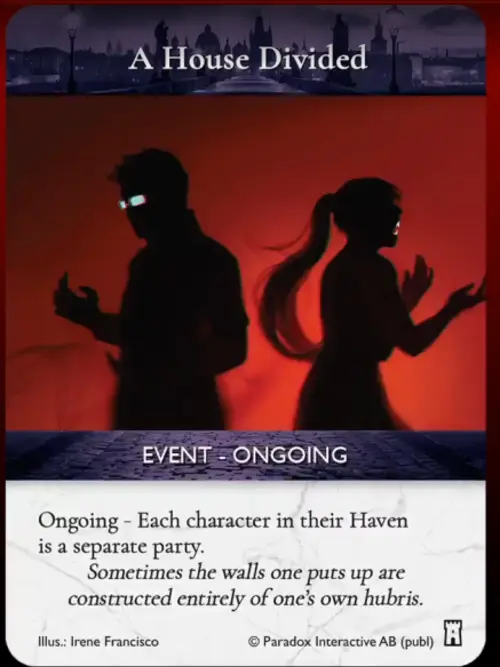 A House Divided
EVENT - ONGOING
Ongoing - Each character in their Haven
is a separate party.
Sometimes the walls one puts up are
constructed entirely of one's own hubris.
Illus.: Irene Francisco
© Paradox Interactive AB (publ)